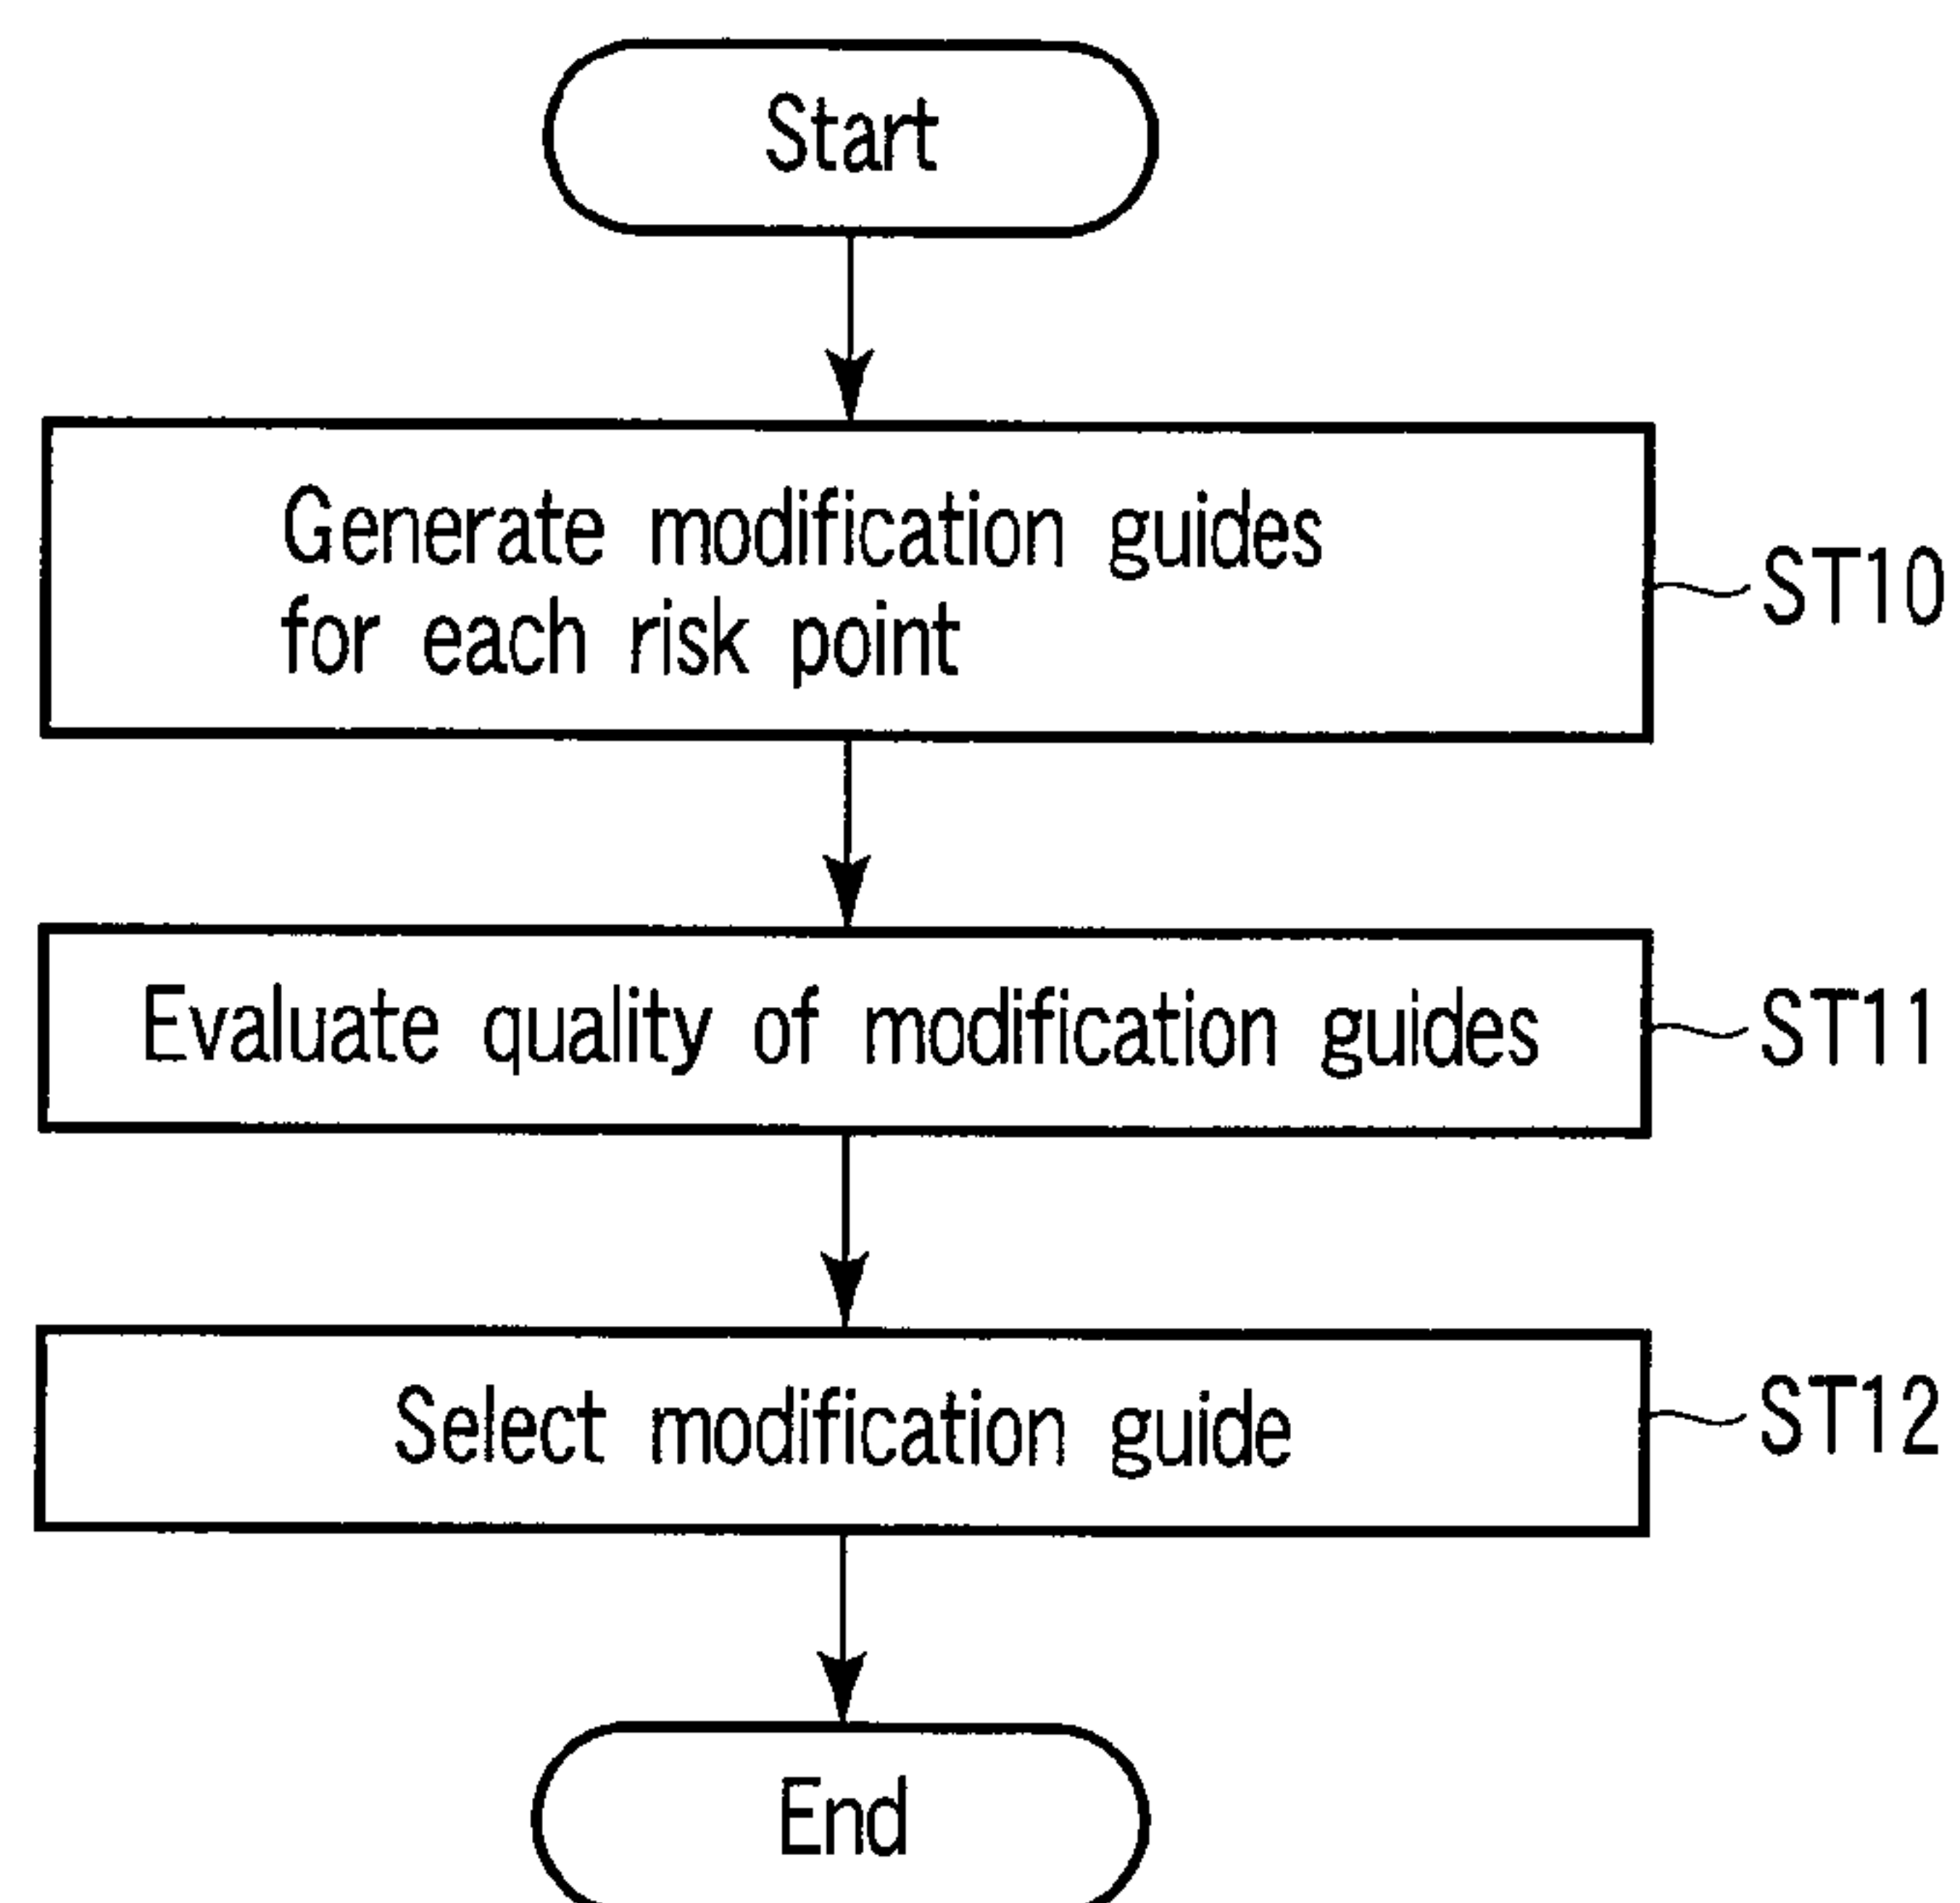 Start
Generate modification guides
for each risk point
ST10
Evaluate quality of modification guides
ST11
Select modification guide
ST12
End